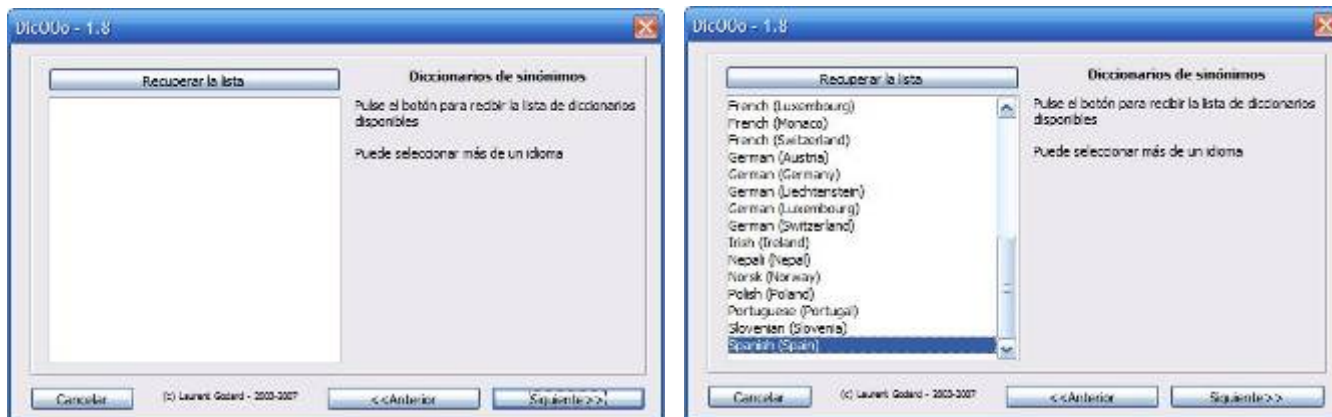 DicOOo - 1.8
Recuperar la lista
Diccionarios de sinónimos
Pulse el botón para recibir la lista de diccionarios
disponibles
Puede seleccionar más de un idioma
Cancelar
(c) Laurent Godard - 2003-2007
<<Anterior
Siguiente>>
DicOOo - 1.8
Recuperar la lista
French (Luxembourg)
French (Monaco)
French (Switzerland)
German (Austria)
German (Germany)
German (Liechtenstein)
German (Luxembourg)
German (Switzerland)
Irish (Ireland)
Nepali (Nepal)
Norsk (Norway)
Polish (Poland)
Portuguese (Portugal)
Slovenian (Slovenia)
Spanish (Spain)
Diccionarios de sinónimos
Pulse el botón para recibir la lista de diccionarios
disponibles
Puede seleccionar más de un idioma
Cancelar
(c) Laurent Godard - 2003-2007
<<Anterior
Siguiente>>